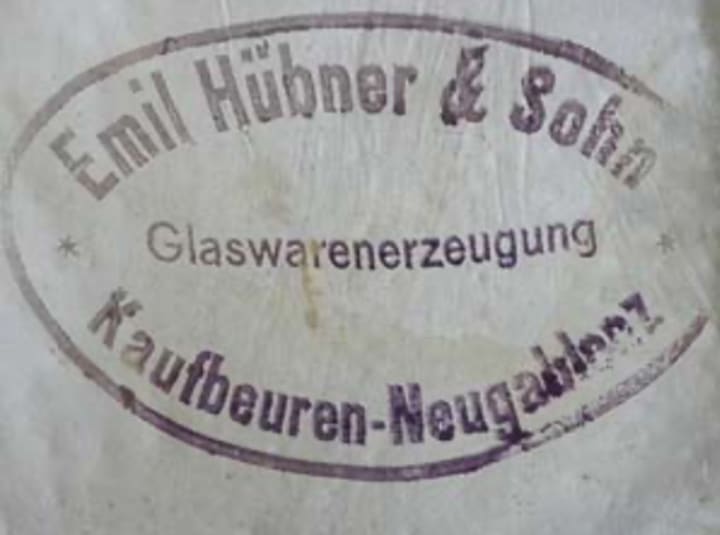 Emil Hübner & Sohn
* Glaswarenerzeugung *
Kaufbeuren-Neugablonz